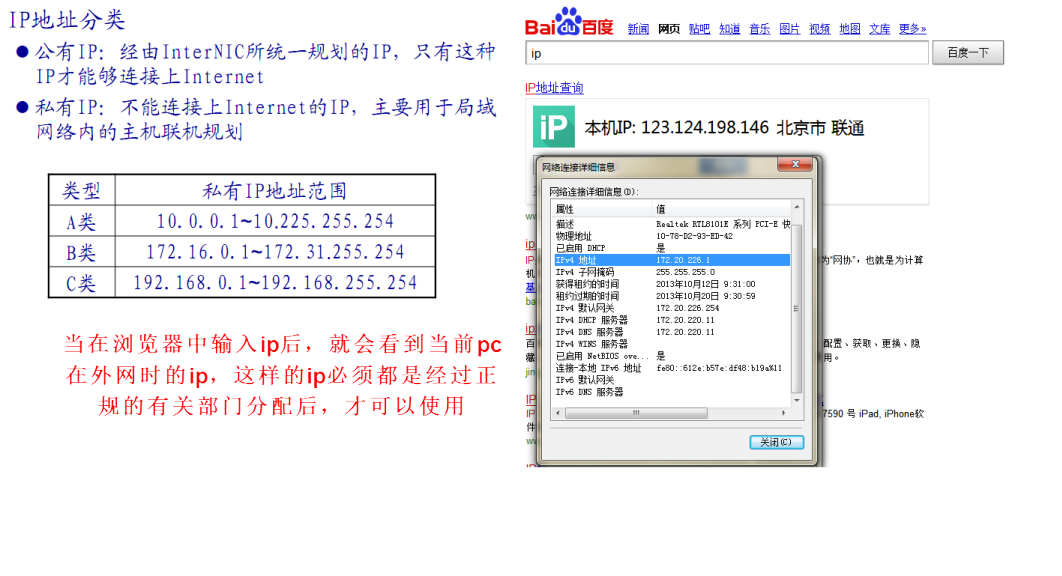 IP地址分类
●公有IP：经由InterNIC所统一规划的IP，只有这种
IP才能够连接上Internet
●私有IP：不能连接上Internet的IP，主要用于局域
网络内的主机联机规划
类型 私有IP地址范围
A类 10.0.0.1~10.225.255.254
B类 172.16.0.1~172.31.255.254
C类 192.168.0.1~192.168.255.254
当在浏览器中输入ip后，就会看到当前pc
在外网时的ip，这样的ip必须都是经过正
规的有关部门分配后，才可以使用
Bai du 百度 新闻 网页 贴吧 知道 音乐 图片 视频 地图 文库 更多»
ip 百度一下
IP地址查询
iP 本机IP: 123.124.198.146 北京市 联通
网络连接详细信息
网络连接详细信息(D):
属性 值
描述 Realtek RTL8101E 系列 PCI-E 快
物理地址 10-78-D2-93-ED-42
已启用 DHCP 是
IPv4 地址 172.20.226.1
IPv4 子网掩码 255.255.255.0
获得租约的时间 2013年10月12日 9:31:00
租约过期的时间 2013年10月20日 9:30:59
IPv4 默认网关 172.20.226.254
IPv4 DHCP 服务器 172.20.220.11
IPv4 DNS 服务器 172.20.220.11
IPv4 WINS 服务器
已启用 NetBIOS ove... 是
连接-本地 IPv6 地址 fe80::612e:b57e:df48:b19a%11
IPv6 默认网关
IPv6 DNS 服务器
关闭(C)
为“网协”，也就是为计算
机
基
配置、获取、更换、隐
藏 用。
7590 号 iPad, iPhone软
件